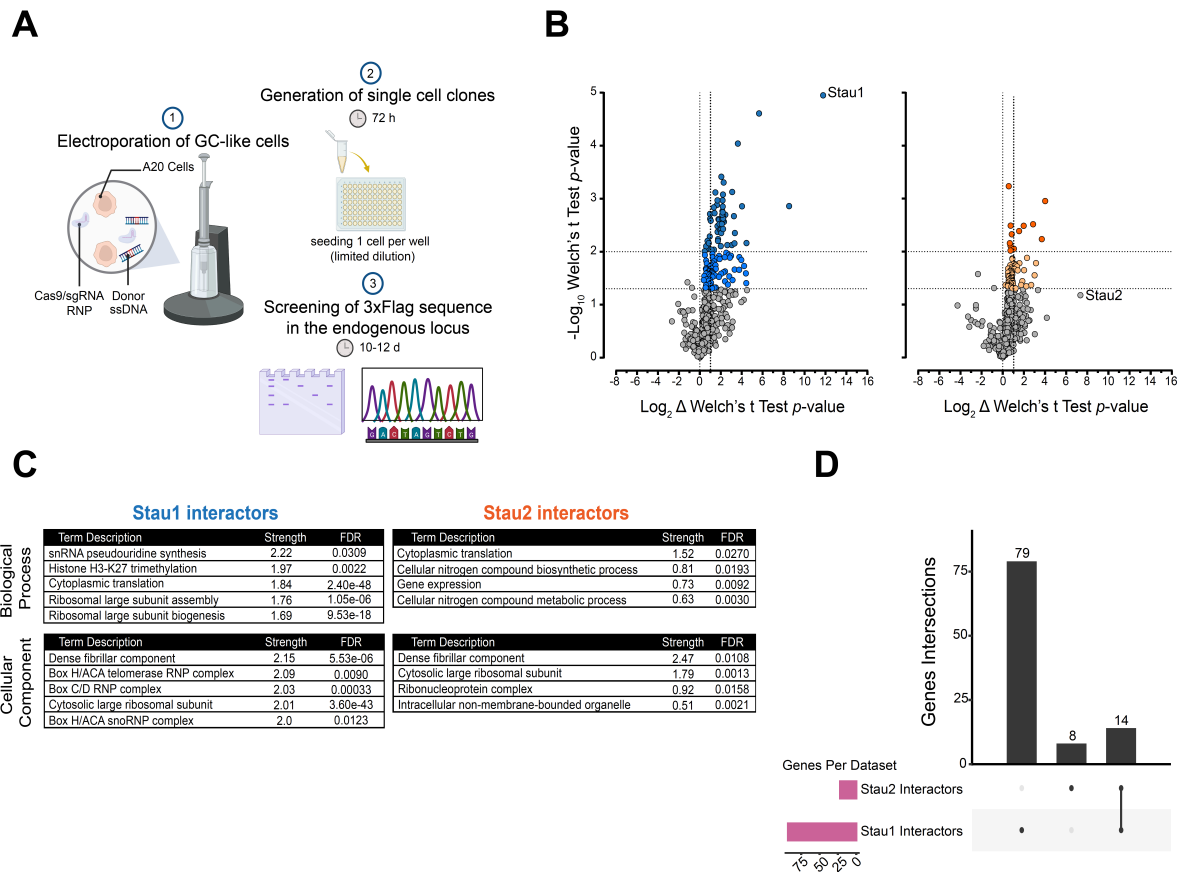 A
1
Electroporation of GC-like cells
A20 Cells
Cas9/sgRNA
RNP
Donor
ssDNA
2
Generation of single cell clones
72 h
seeding 1 cell per well
(limited dilution)
3
Screening of 3xFlag sequence
in the endogenous locus
10-12 d
G A C T A G T C T G
B
-Log10 Welch's t Test p-value
5
4
3
2
1
0
Stau1
-8 -6 -4 -2 0 2 4 6 8 10 12 14 16
Log2 Δ Welch's t Test p-value
Stau2
-8 -6 -4 -2 0 2 4 6 8 10 12 14 16
Log2 Δ Welch's t Test p-value
C
Stau1 interactors
Stau2 interactors
Biological
Process
Term Description Strength FDR
snRNA pseudouridine synthesis 2.22 0.0309
Histone H3-K27 trimethylation 1.97 0.0022
Cytoplasmic translation 1.84 2.40e-48
Ribosomal large subunit assembly 1.76 1.05e-06
Ribosomal large subunit biogenesis 1.69 9.53e-18
Term Description Strength FDR
Cytoplasmic translation 1.52 0.0270
Cellular nitrogen compound biosynthetic process 0.81 0.0193
Gene expression 0.73 0.0092
Cellular nitrogen compound metabolic process 0.63 0.0030
Cellular
Component
Term Description Strength FDR
Dense fibrillar component 2.15 5.53e-06
Box H/ACA telomerase RNP complex 2.09 0.0090
Box C/D RNP complex 2.03 0.00033
Cytosolic large ribosomal subunit 2.01 3.60e-43
Box H/ACA snoRNP complex 2.0 0.0123
Term Description Strength FDR
Dense fibrillar component 2.47 0.0108
Cytosolic large ribosomal subunit 1.79 0.0013
Ribonucleoprotein complex 0.92 0.0158
Intracellular non-membrane-bounded organelle 0.51 0.0021
D
Genes Intersections
75
50
25
0
79
8
14
Genes Per Dataset
Stau2 Interactors
Stau1 Interactors
75 50 25 0